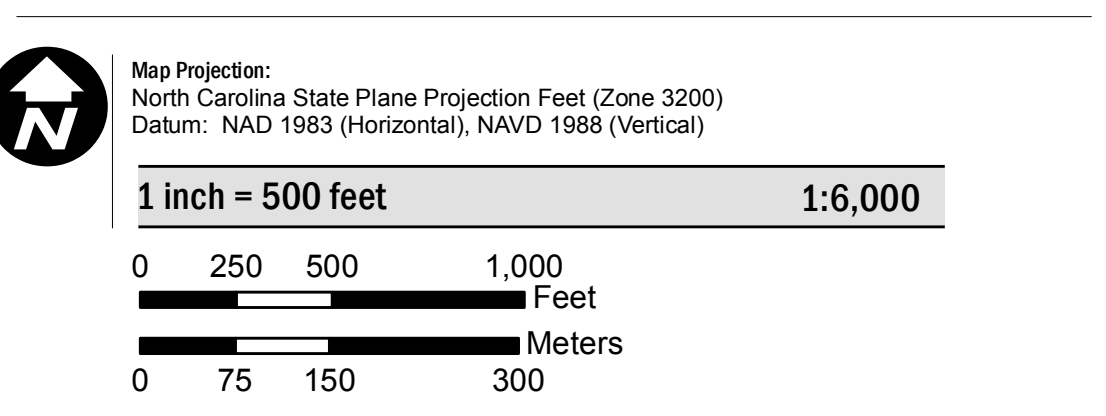 N
Map Projection:
North Carolina State Plane Projection Feet (Zone 3200)
Datum: NAD 1983 (Horizontal), NAVD 1988 (Vertical)
1 inch = 500 feet 1:6,000
0 250 500 1,000
Feet
Meters
0 75 150 300